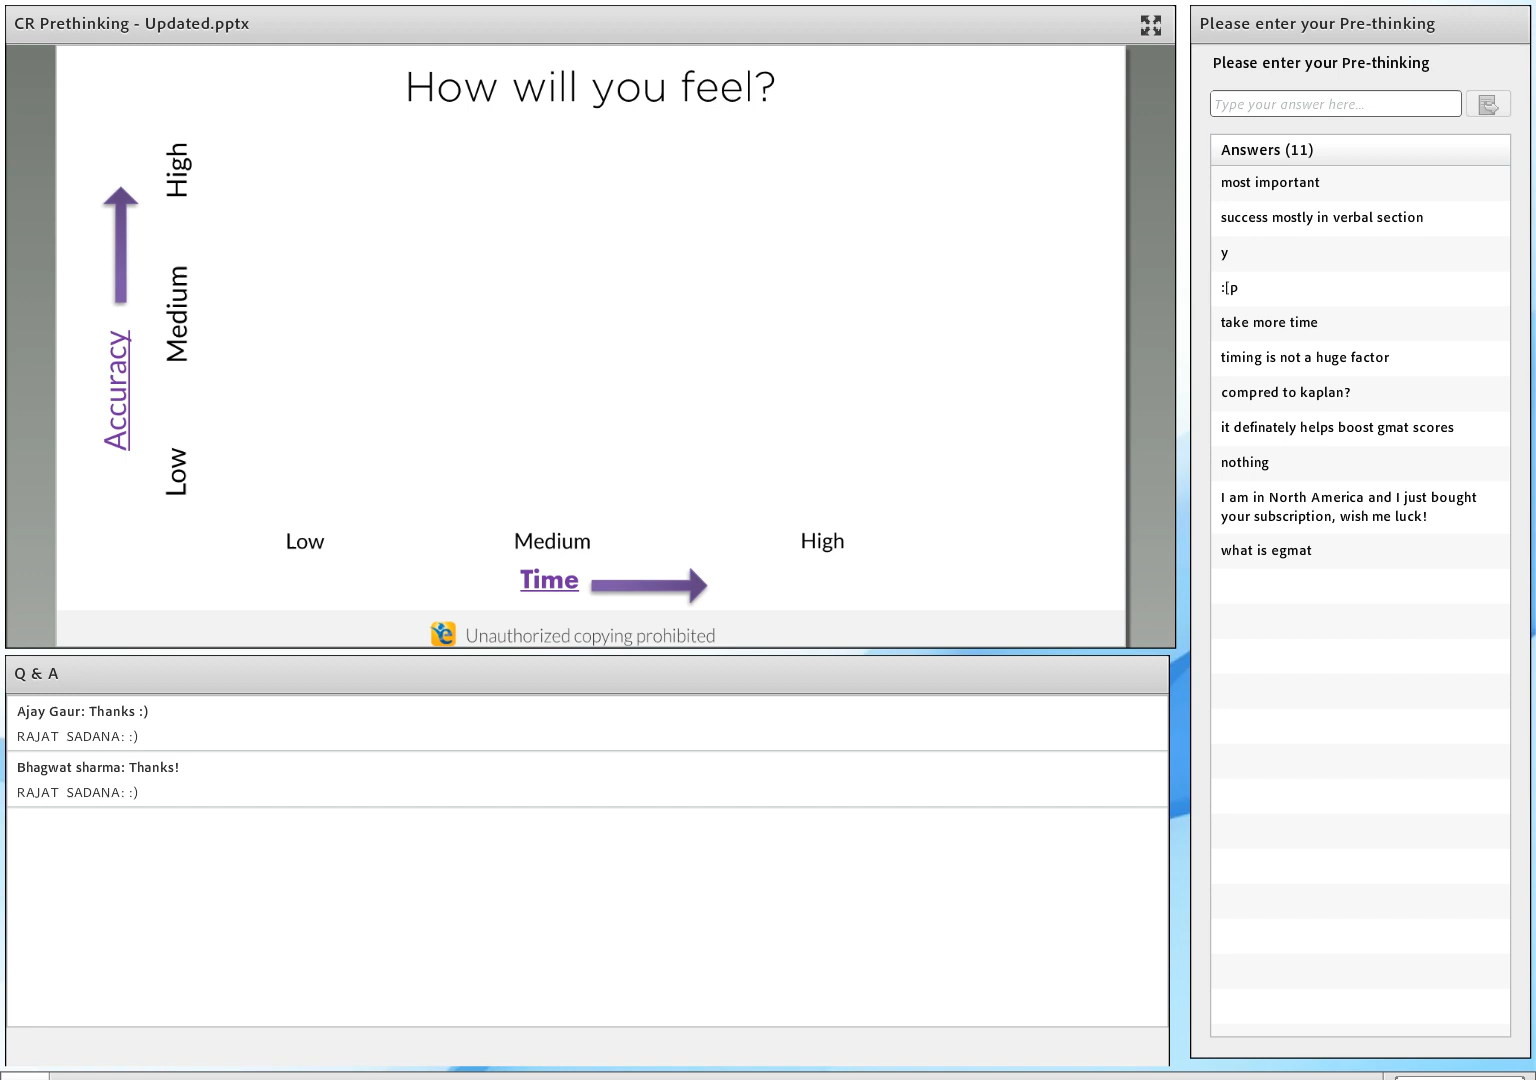 CR Prethinking - Updated.pptx
How will you feel?
High
Medium
Low
Accuracy
Low Medium High
Time
Unauthorized copying prohibited
Q & A
Ajay Gaur: Thanks :)
RAJAT SADANA: :)
Bhagwat sharma: Thanks!
RAJAT SADANA: :)
Please enter your Pre-thinking
Please enter your Pre-thinking
Type your answer here...
Answers (11)
most important
success mostly in verbal section
y
:[p
take more time
timing is not a huge factor
compred to kaplan?
it definately helps boost gmat scores
nothing
I am in North America and I just bought
your subscription, wish me luck!
what is egmat